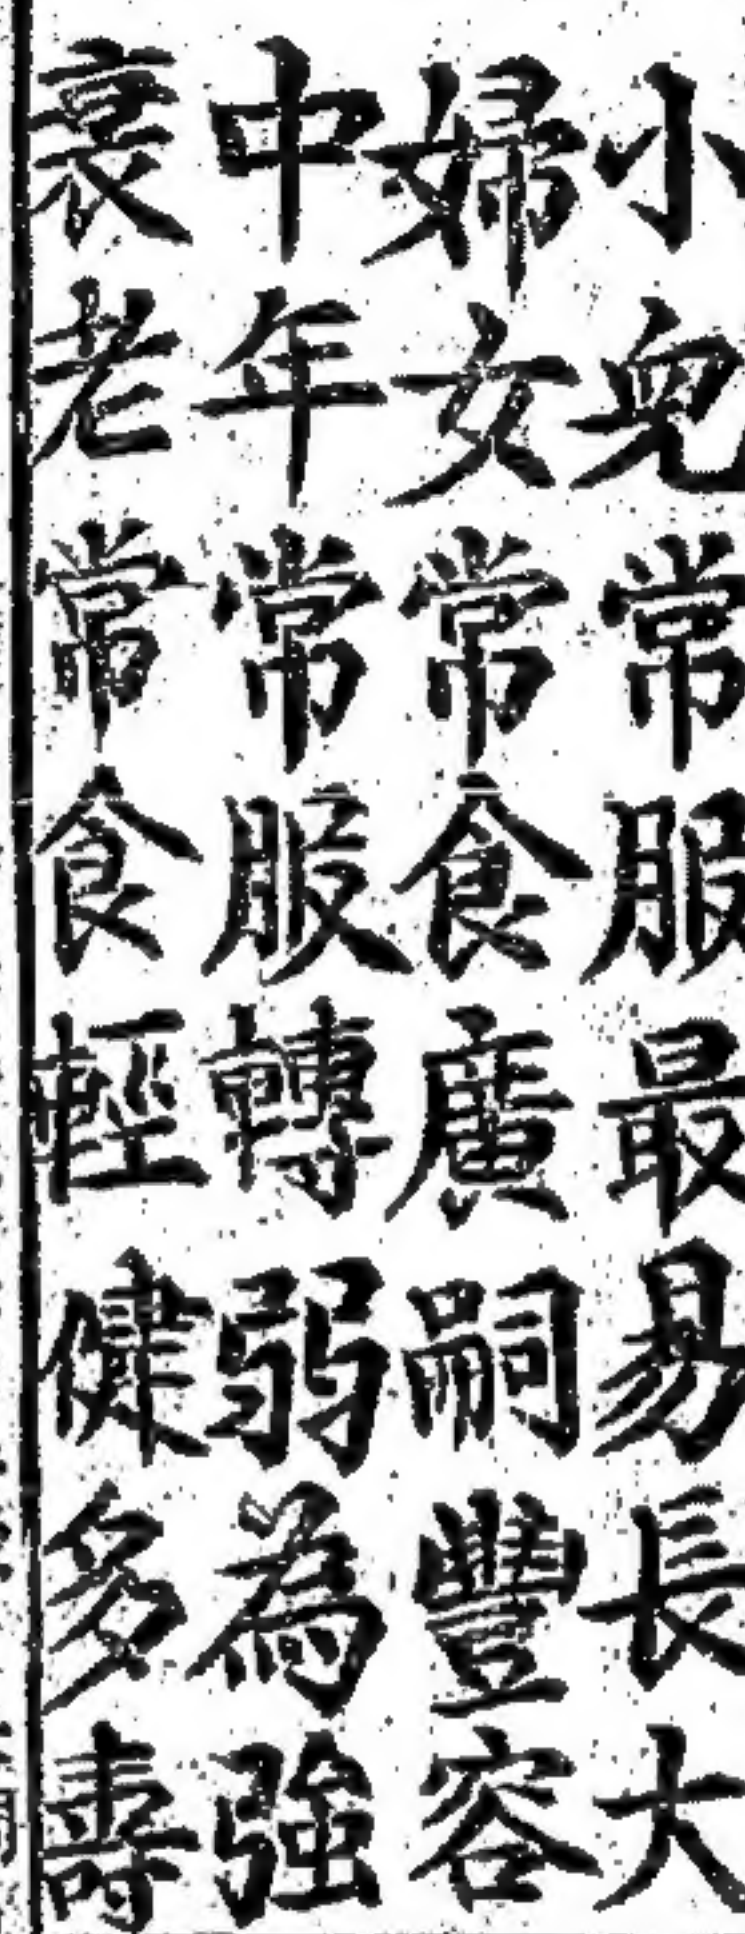 小兒常服最易長大
婦女常食廣嗣豐容
中年常服轉弱為強
衰老常食輕健多壽